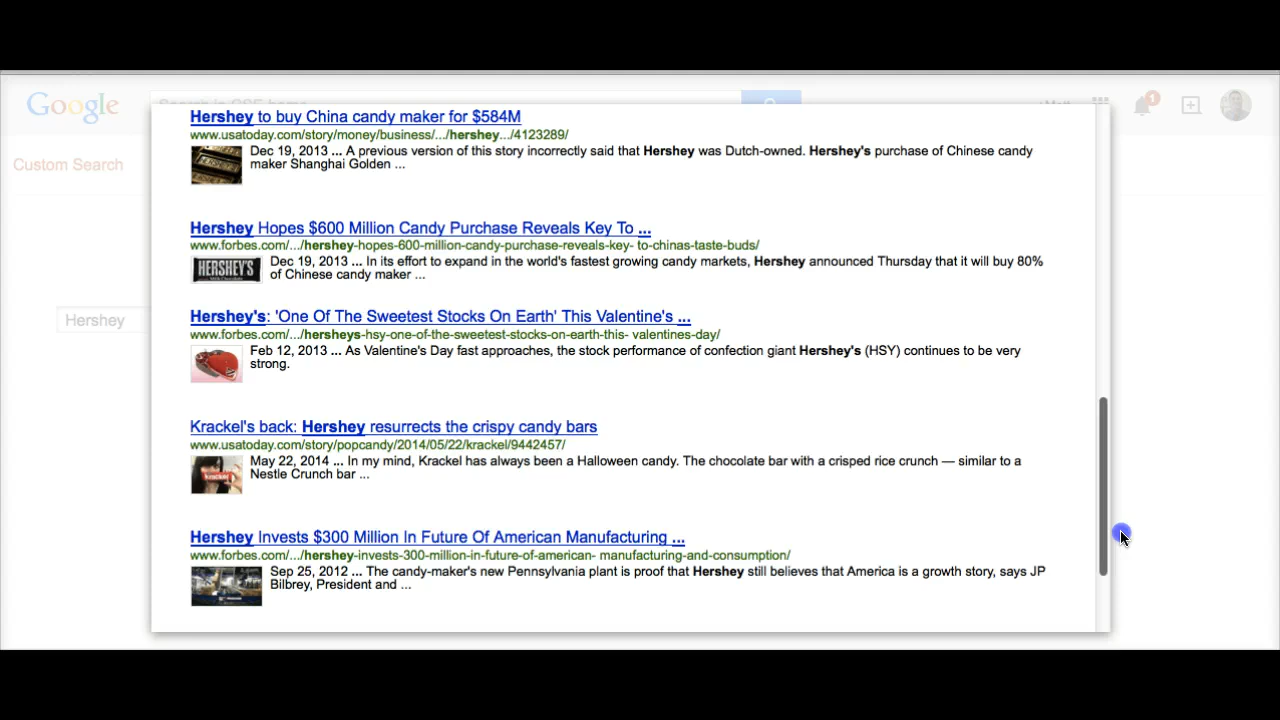 Google
Search in CSE home
+Matt
1
Custom Search
Hershey
Hershey to buy China candy maker for $584M
www.usatoday.com/story/money/business/.../hershey.../4123289/
Dec 19, 2013 ... A previous version of this story incorrectly said that Hershey was Dutch-owned. Hershey's purchase of Chinese candy
maker Shanghai Golden ...
Hershey Hopes $600 Million Candy Purchase Reveals Key To ...
www.forbes.com/.../hershey-hopes-600-million-candy-purchase-reveals-key- to-chinas-taste-buds/
HERSHEY'S
Dec 19, 2013 ... In its effort to expand in the world's fastest growing candy markets, Hershey announced Thursday that it will buy 80%
of Chinese candy maker ...
Hershey's: 'One Of The Sweetest Stocks On Earth' This Valentine's ...
www.forbes.com/.../hersheys-hsy-one-of-the-sweetest-stocks-on-earth-this- valentines-day/
Feb 12, 2013 ... As Valentine's Day fast approaches, the stock performance of confection giant Hershey's (HSY) continues to be very
strong.
Krackel's back: Hershey resurrects the crispy candy bars
www.usatoday.com/story/popcandy/2014/05/22/krackel/9442457/
May 22, 2014 ... In my mind, Krackel has always been a Halloween candy. The chocolate bar with a crisped rice crunch — similar to a
Nestle Crunch bar ...
Hershey Invests $300 Million In Future Of American Manufacturing ...
www.forbes.com/.../hershey-invests-300-million-in-future-of-american- manufacturing-and-consumption/
Sep 25, 2012 ... The candy-maker's new Pennsylvania plant is proof that Hershey still believes that America is a growth story, says JP
Bilbrey, President and ...